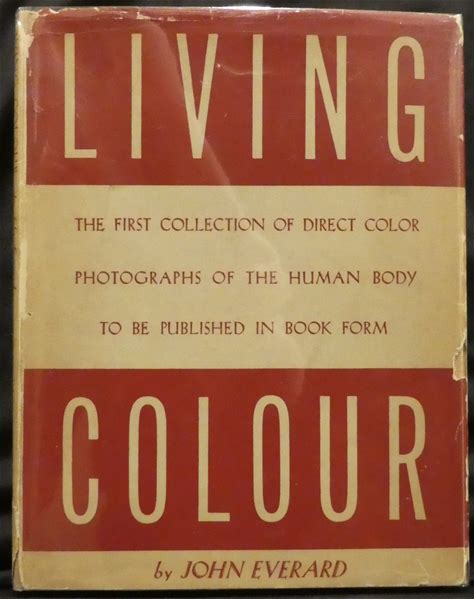 LIVING
THE FIRST COLLECTION OF DIRECT COLOR
PHOTOGRAPHS OF THE HUMAN BODY
TO BE PUBLISHED IN BOOK FORM
COLOUR
by JOHN EVERARD